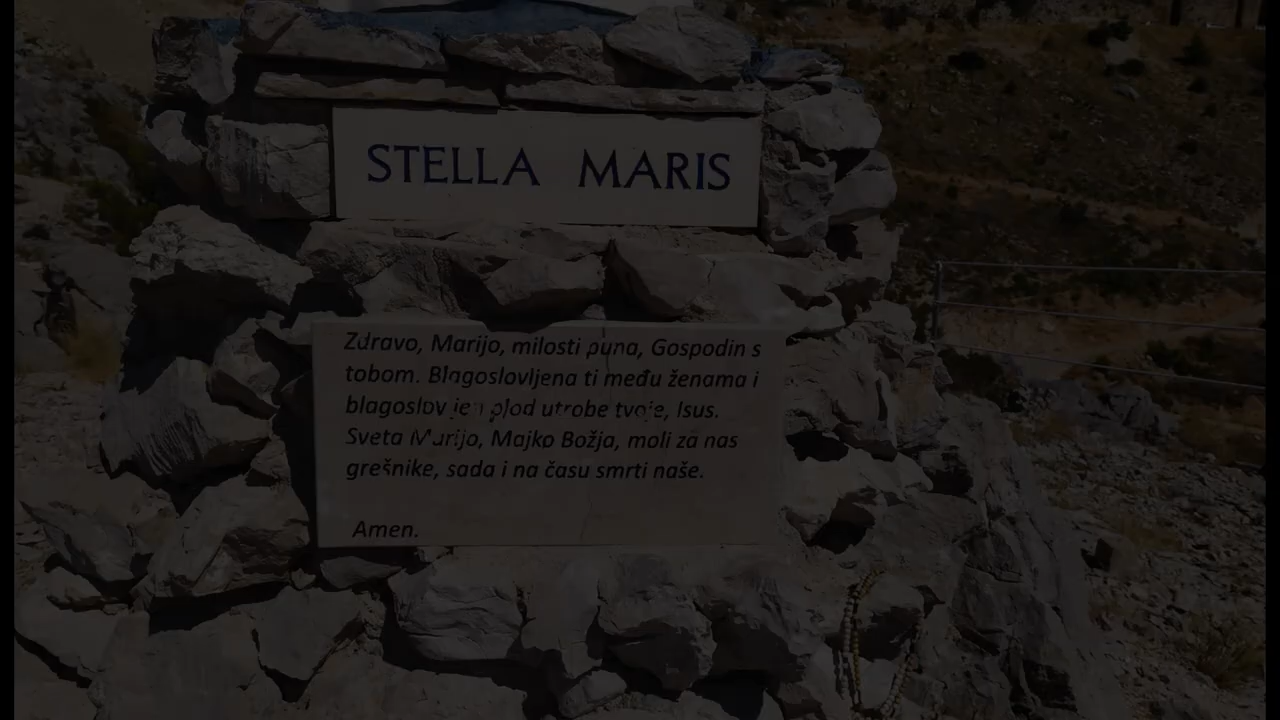 STELLA MARIS
Zdravo, Marijo, milosti puna, Gospodin s
tobom. Blagoslovljena ti među ženama i
blagoslovljen plod utrobe tvoje, Isus.
Sveta Marijo, Majko Božja, moli za nas
grešnike, sada i na času smrti naše.
Amen.